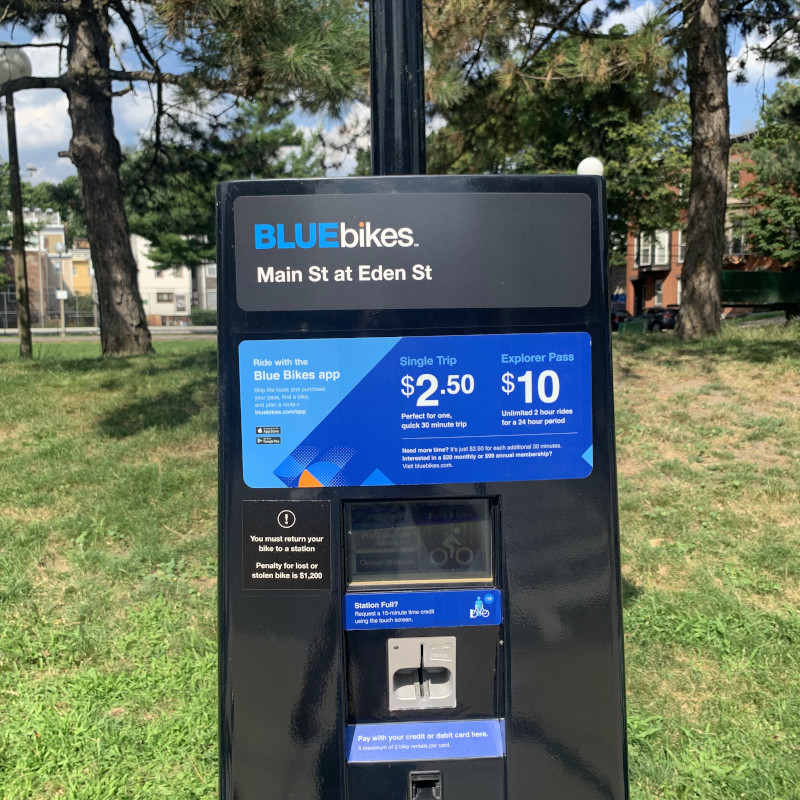 BLUEbikes
Main St at Eden St
Ride with the
Blue Bikes app
Skip the kiosk and purchase
your pass, find a bike,
and plan a route •
bluebikes.com/app
App Store
Google Play
Single Trip
$2.50
Perfect for one,
quick 30 minute trip
Explorer Pass
$10
Unlimited 2 hour rides
for a 24 hour period
Need more time? It's just $2.50 for each additional 30 minutes.
Interested in a $20 monthly or $99 annual membership?
Visit bluebikes.com.
You must return your
bike to a station
Penalty for lost or
stolen bike is $1,200
Station Full?
Request a 15-minute time credit
using the touch screen.
Pay with your credit or debit card here.
A maximum of 2 bike rentals per card.